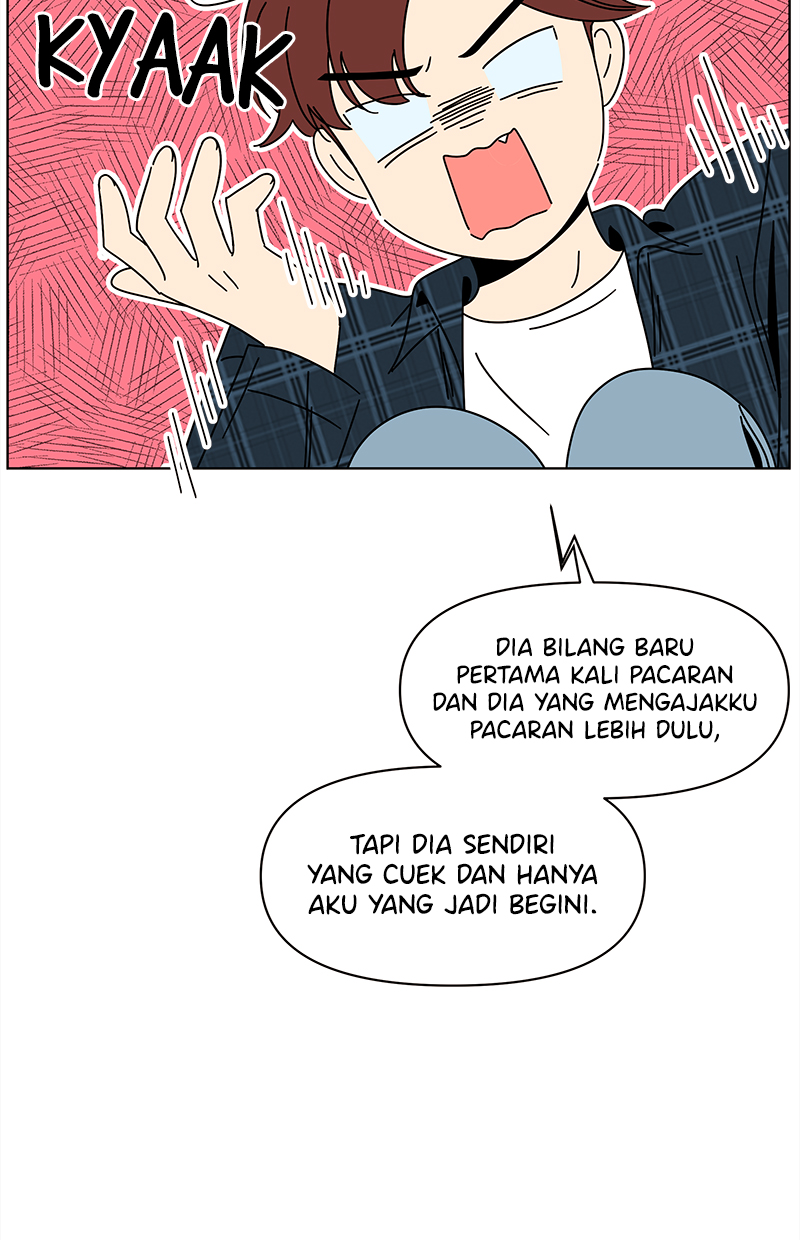 KYAAK
DIA BILANG BARU
PERTAMA KALI PACARAN
DAN DIA YANG MENGAJAKKU
PACARAN LEBIH DULU,
TAPI DIA SENDIRI
YANG CUEK DAN HANYA
AKU YANG JADI BEGINI.